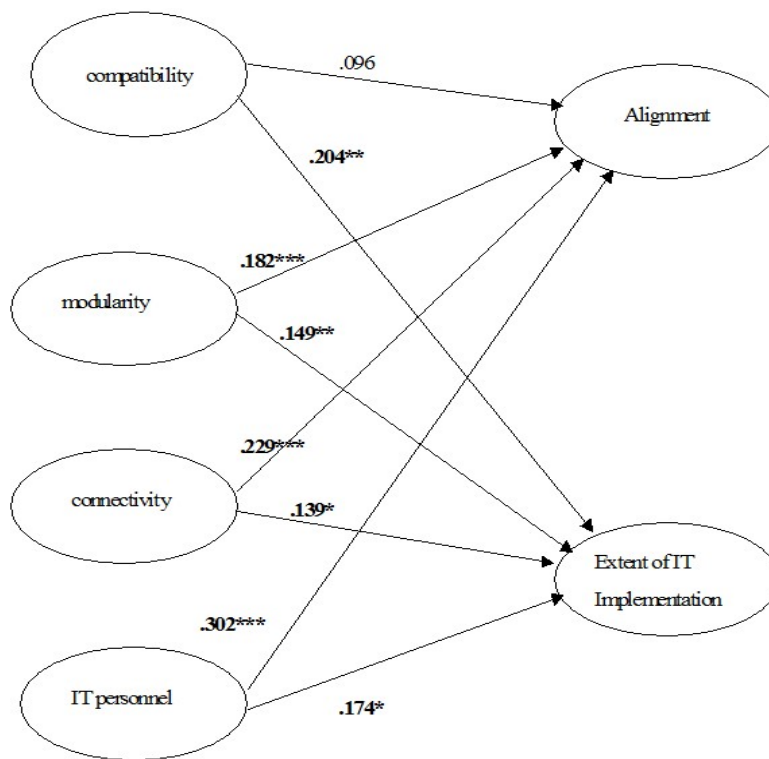 compatibility
.096
Alignment
.204**
.182***
modularity
.149**
.229***
connectivity
.139*
Extent of IT
Implementation
.302***
IT personnel
.174*